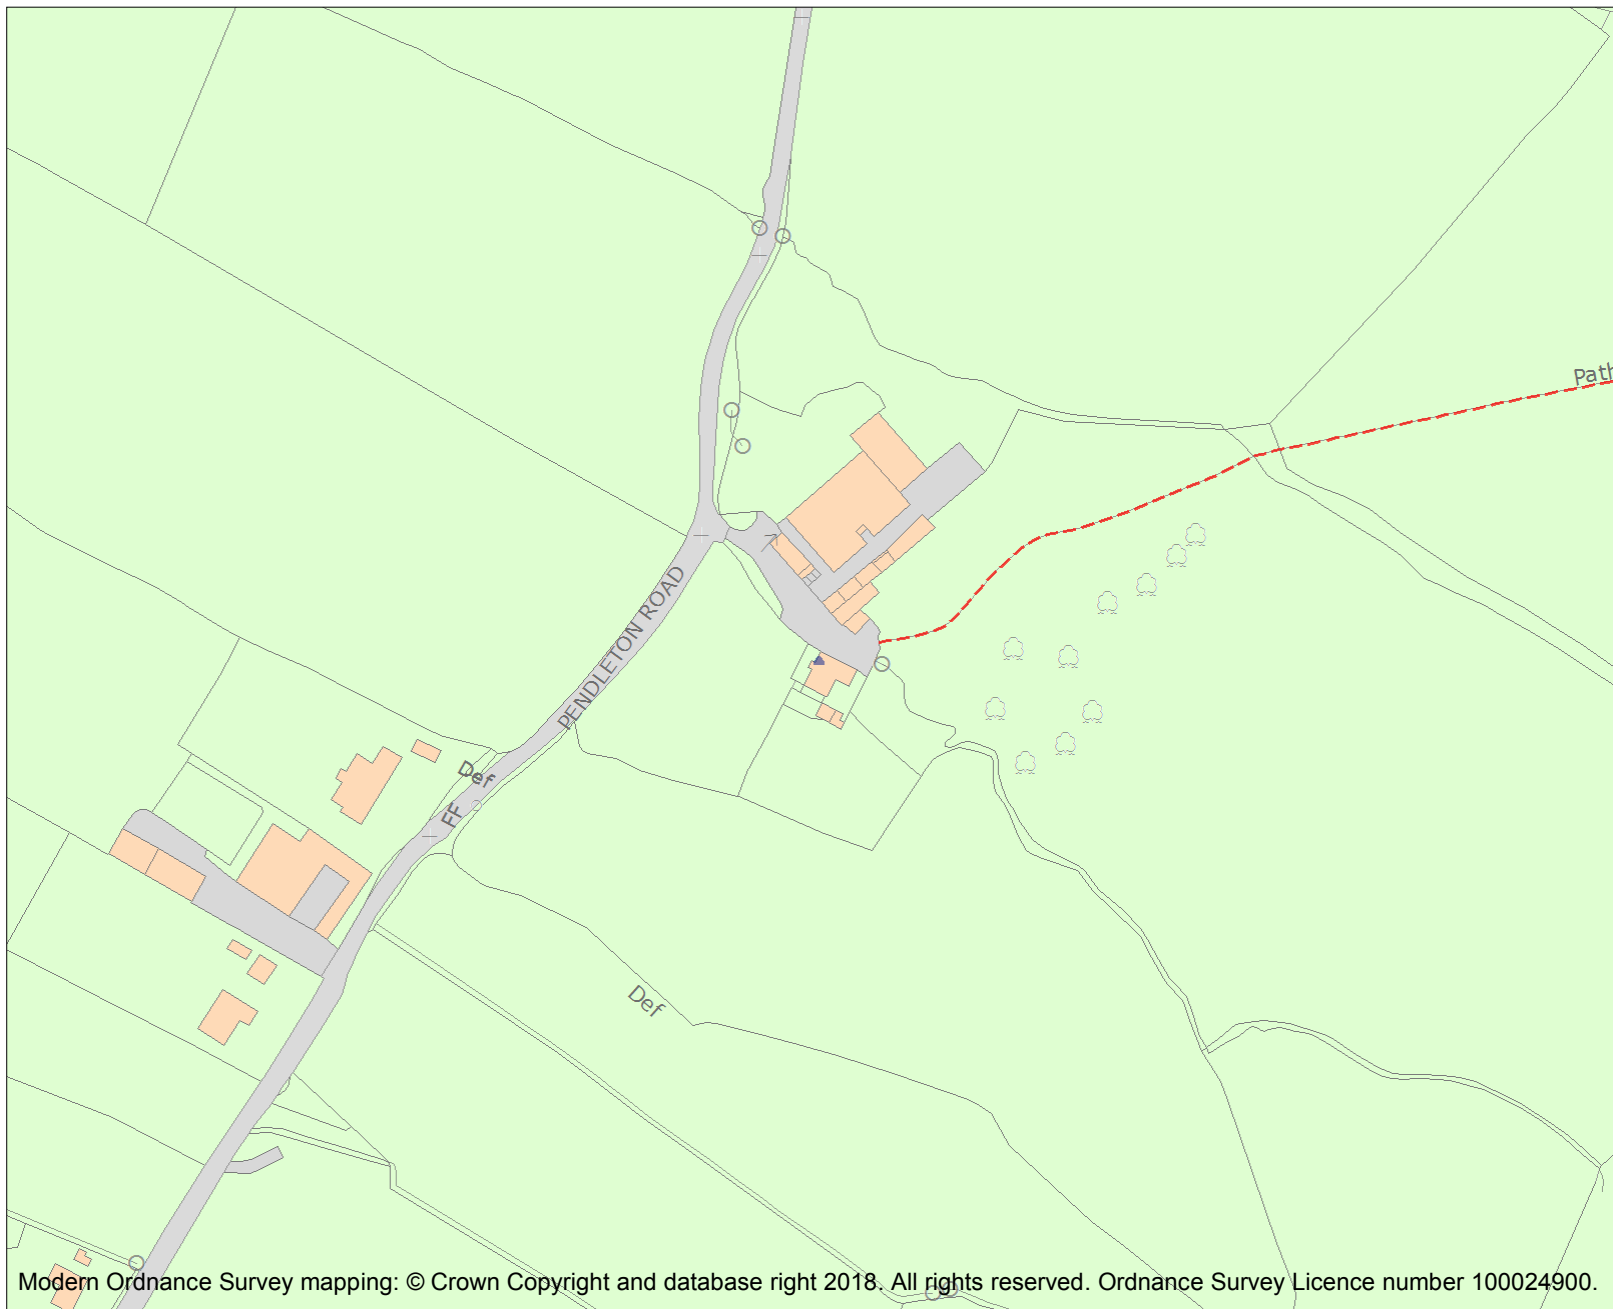 Path
PENDLETON ROAD
Def
FF
Def
Modern Ordnance Survey mapping: © Crown Copyright and database right 2018. All rights reserved. Ordnance Survey Licence number 100024900.